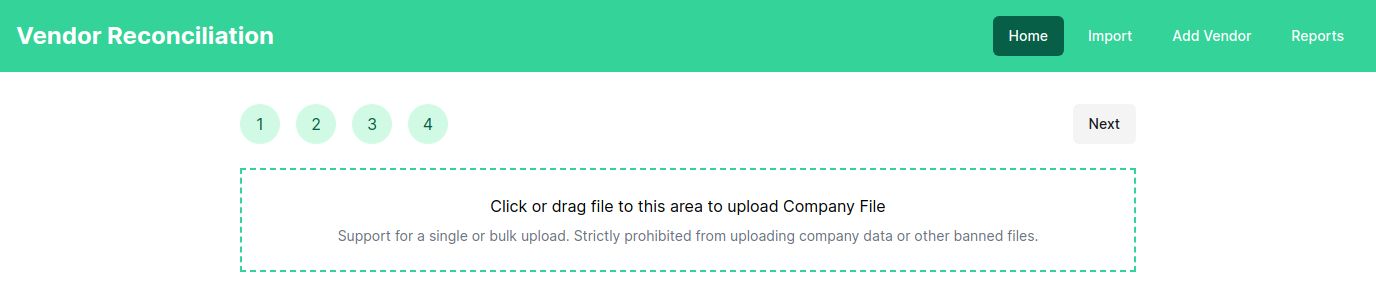 Vendor Reconciliation
Home Import Add Vendor Reports
1 2 3 4
Next
Click or drag file to this area to upload Company File
Support for a single or bulk upload. Strictly prohibited from uploading company data or other banned files.